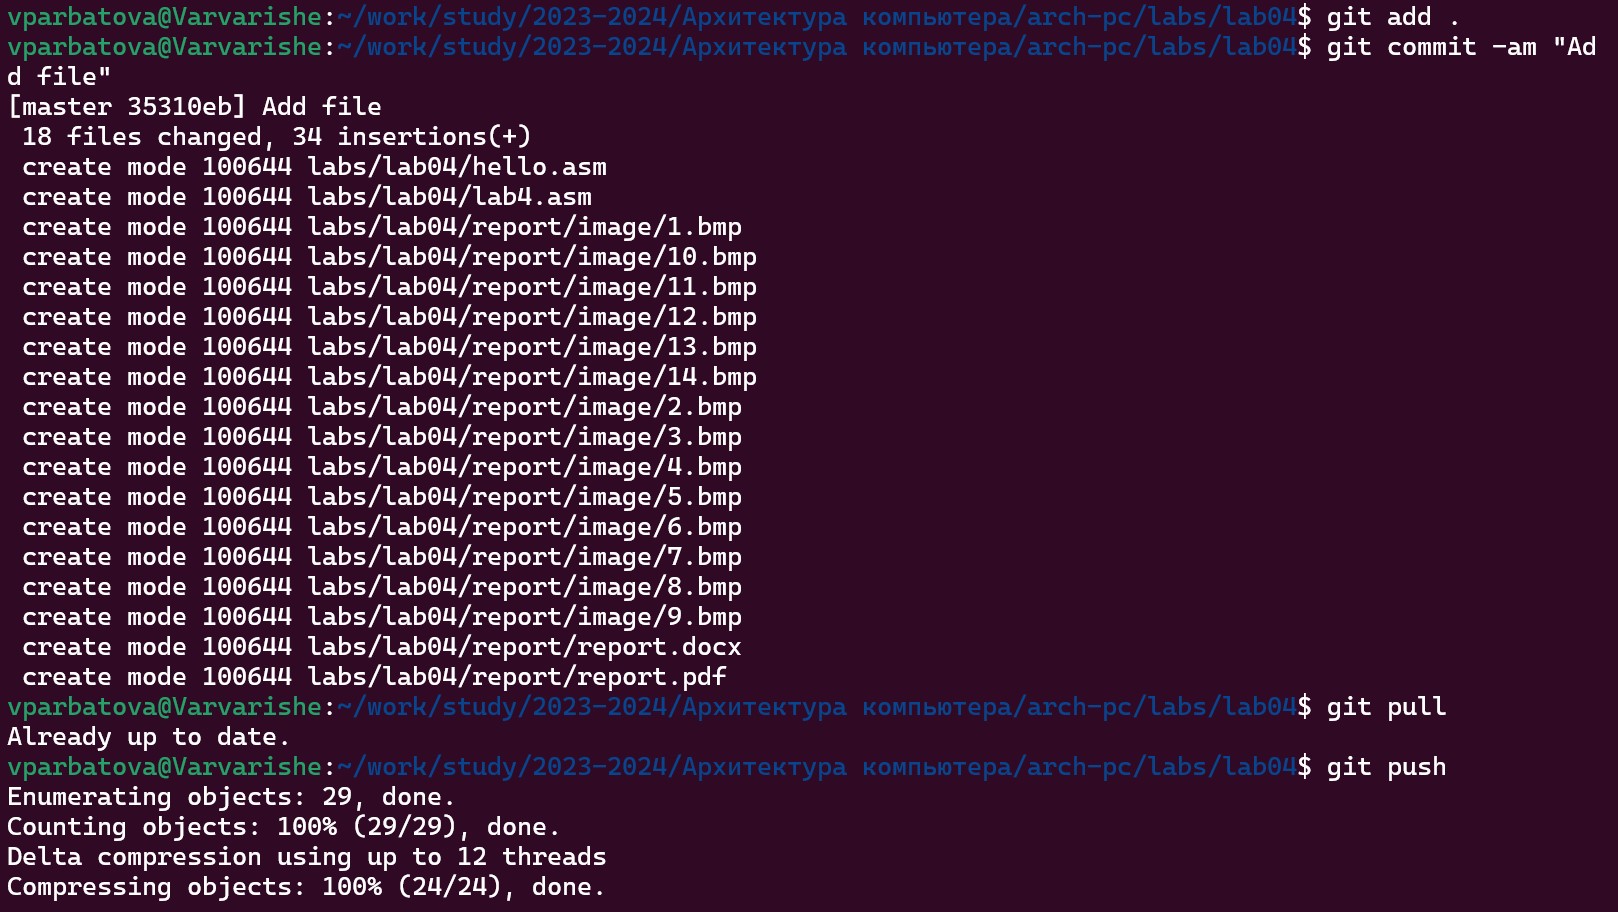 vparbatova@Varvarishe:~/work/study/2023-2024/Архитектура компьютера/arch-pc/labs/lab04$ git add .
vparbatova@Varvarishe:~/work/study/2023-2024/Архитектура компьютера/arch-pc/labs/lab04$ git commit -am "Ad
d file"
[master 35310eb] Add file
 18 files changed, 34 insertions(+)
 create mode 100644 labs/lab04/hello.asm
 create mode 100644 labs/lab04/lab4.asm
 create mode 100644 labs/lab04/report/image/1.bmp
 create mode 100644 labs/lab04/report/image/10.bmp
 create mode 100644 labs/lab04/report/image/11.bmp
 create mode 100644 labs/lab04/report/image/12.bmp
 create mode 100644 labs/lab04/report/image/13.bmp
 create mode 100644 labs/lab04/report/image/14.bmp
 create mode 100644 labs/lab04/report/image/2.bmp
 create mode 100644 labs/lab04/report/image/3.bmp
 create mode 100644 labs/lab04/report/image/4.bmp
 create mode 100644 labs/lab04/report/image/5.bmp
 create mode 100644 labs/lab04/report/image/6.bmp
 create mode 100644 labs/lab04/report/image/7.bmp
 create mode 100644 labs/lab04/report/image/8.bmp
 create mode 100644 labs/lab04/report/image/9.bmp
 create mode 100644 labs/lab04/report/report.docx
 create mode 100644 labs/lab04/report/report.pdf
vparbatova@Varvarishe:~/work/study/2023-2024/Архитектура компьютера/arch-pc/labs/lab04$ git pull
Already up to date.
vparbatova@Varvarishe:~/work/study/2023-2024/Архитектура компьютера/arch-pc/labs/lab04$ git push
Enumerating objects: 29, done.
Counting objects: 100% (29/29), done.
Delta compression using up to 12 threads
Compressing objects: 100% (24/24), done.